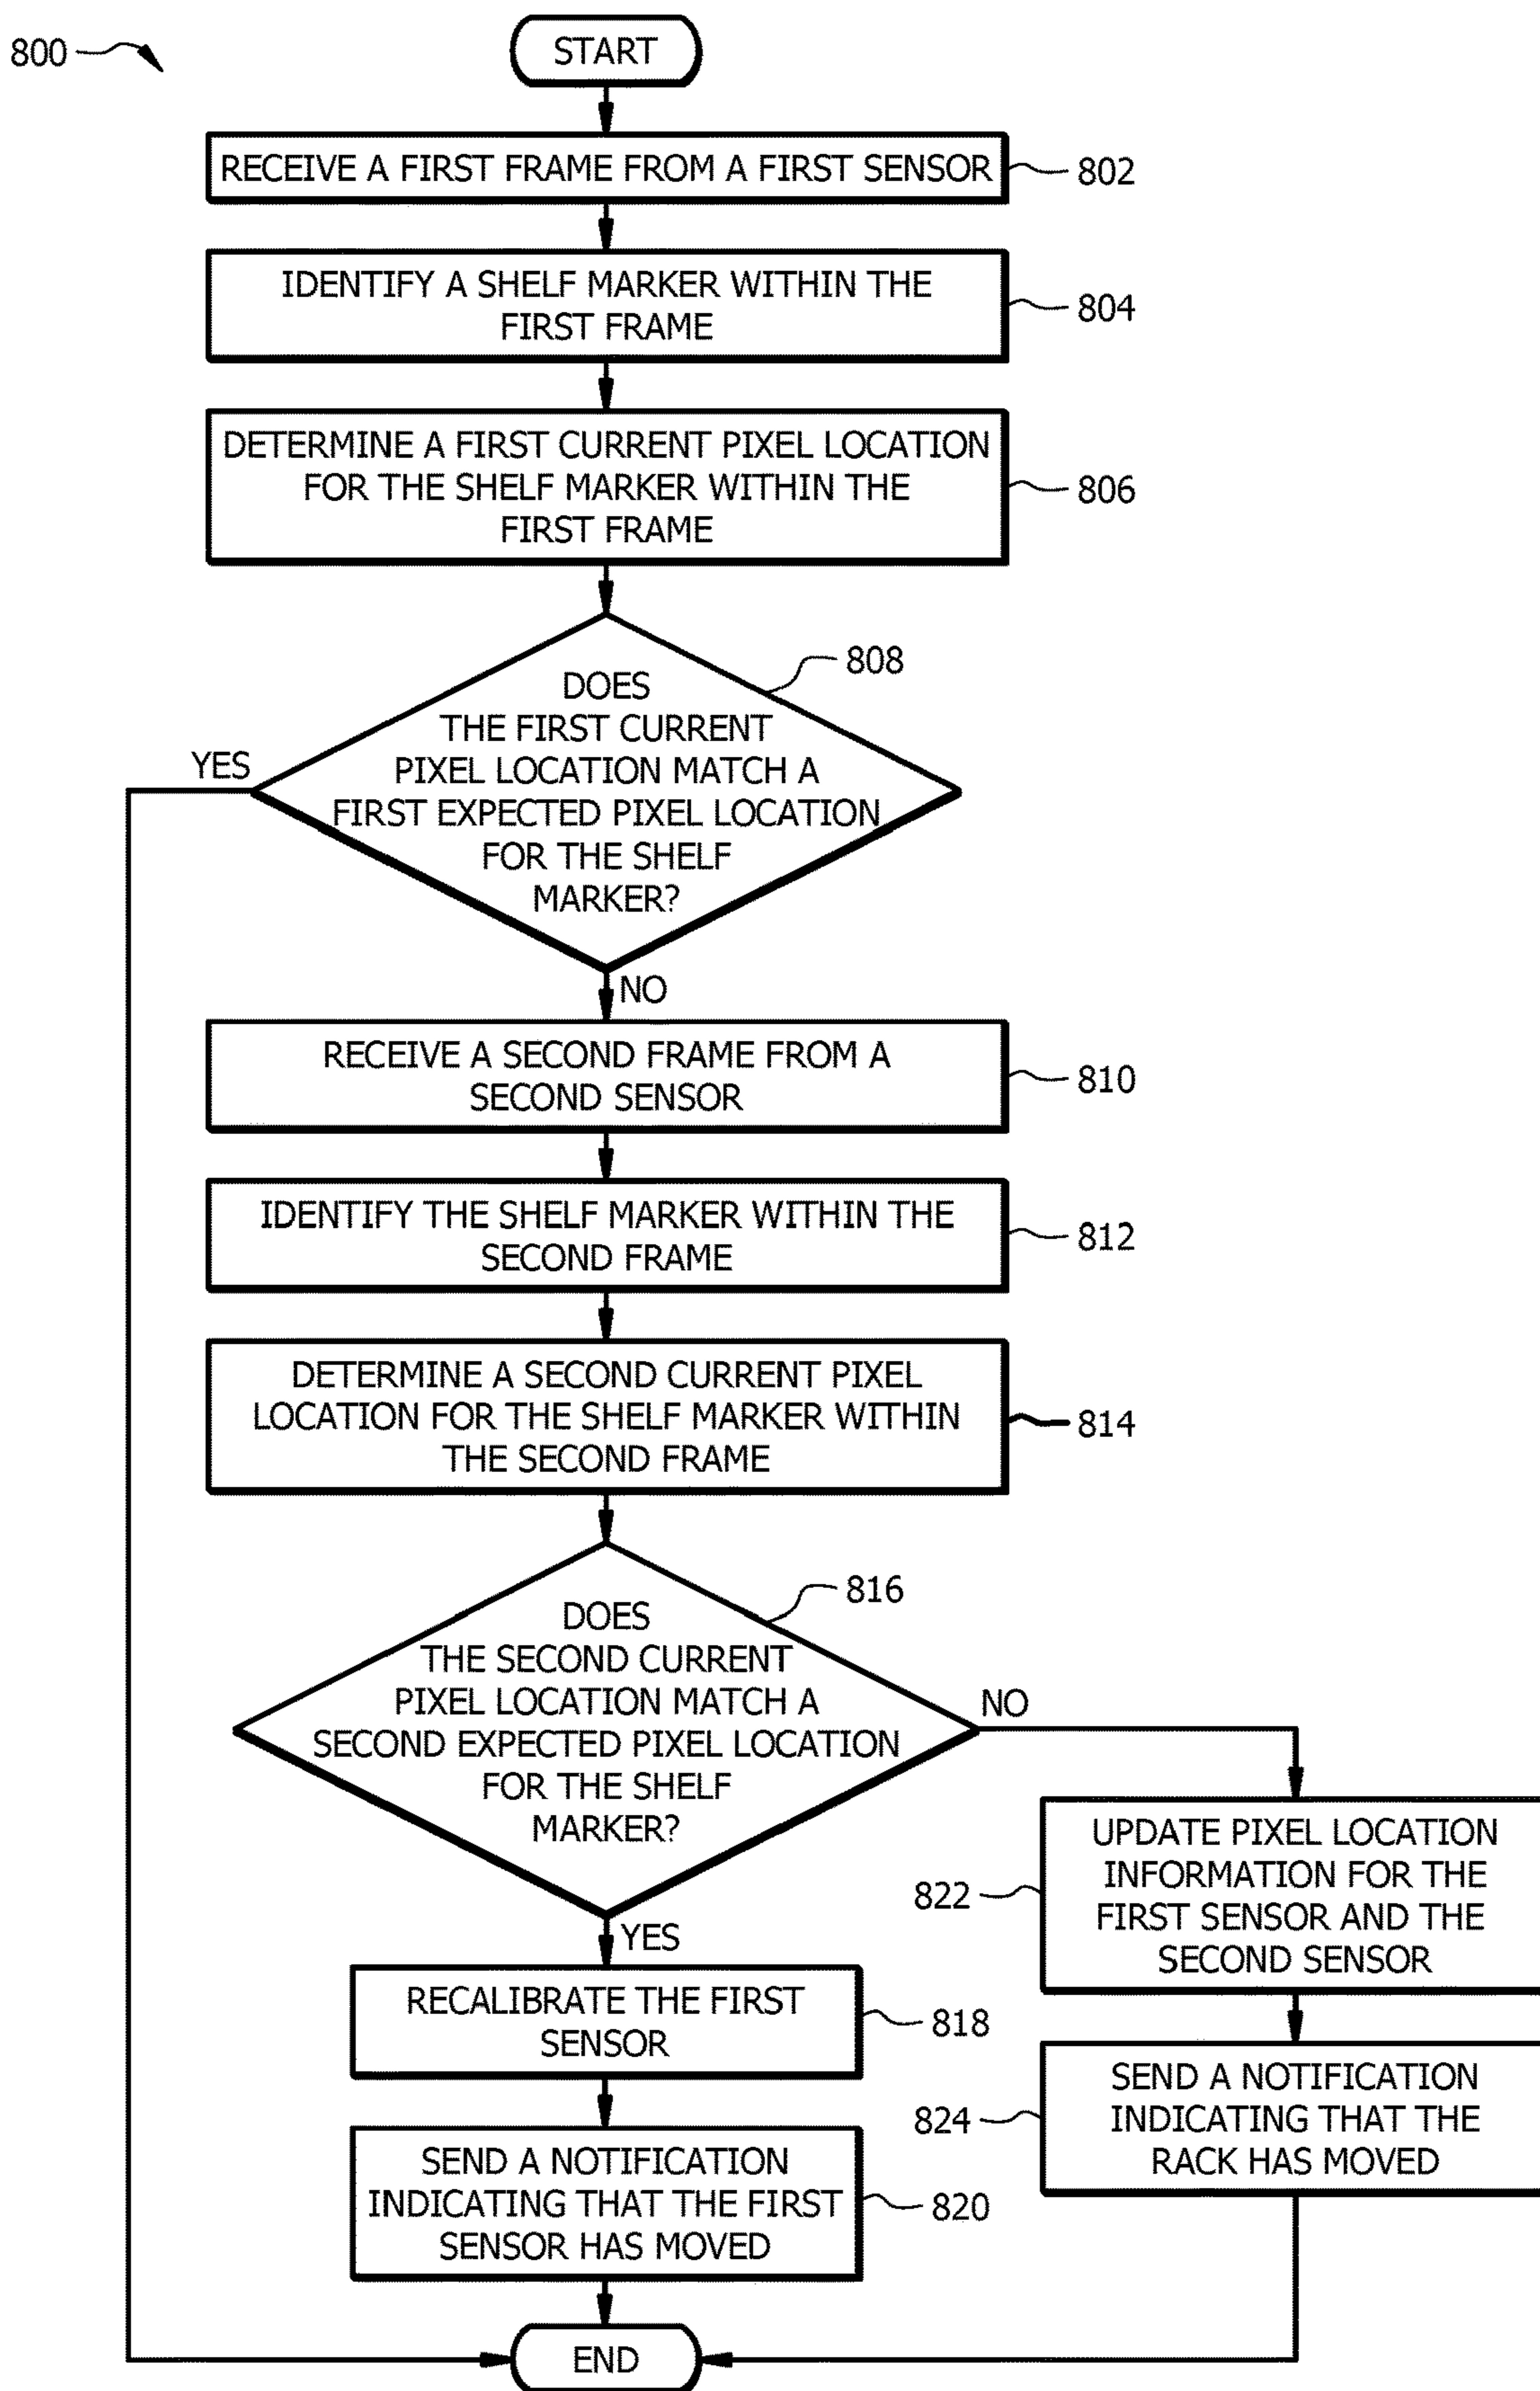 800
START
RECEIVE A FIRST FRAME FROM A FIRST SENSOR
802
IDENTIFY A SHELF MARKER WITHIN THE
FIRST FRAME
804
DETERMINE A FIRST CURRENT PIXEL LOCATION
FOR THE SHELF MARKER WITHIN THE
FIRST FRAME
806
808
DOES
THE FIRST CURRENT
PIXEL LOCATION MATCH A
FIRST EXPECTED PIXEL LOCATION
FOR THE SHELF
MARKER?
YES
NO
RECEIVE A SECOND FRAME FROM A
SECOND SENSOR
810
IDENTIFY THE SHELF MARKER WITHIN THE
SECOND FRAME
812
DETERMINE A SECOND CURRENT PIXEL
LOCATION FOR THE SHELF MARKER WITHIN
THE SECOND FRAME
814
816
DOES
THE SECOND CURRENT
PIXEL LOCATION MATCH A
SECOND EXPECTED PIXEL LOCATION
FOR THE SHELF
MARKER?
NO
YES
UPDATE PIXEL LOCATION
INFORMATION FOR THE
FIRST SENSOR AND THE
SECOND SENSOR
822
RECALIBRATE THE FIRST
SENSOR
818
SEND A NOTIFICATION
INDICATING THAT THE
RACK HAS MOVED
824
SEND A NOTIFICATION
INDICATING THAT THE FIRST
SENSOR HAS MOVED
820
END